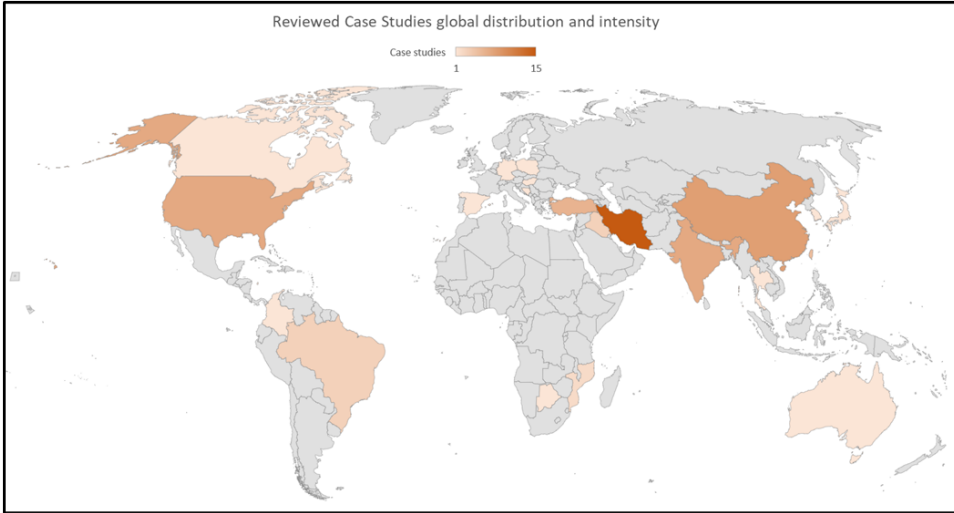 Reviewed Case Studies global distribution and intensity
Case studies
1 15